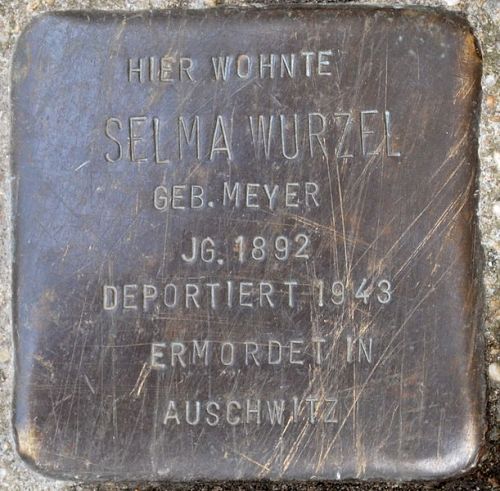 HIER WOHNTE
SELMA WURZEL
GEB. MEYER
JG. 1892
DEPORTIERT 1943
ERMORDET IN
AUSCHWITZ